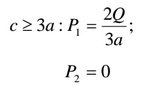 c ≥ 3a : P₁ = 2Q/3a;
P₂ = 0